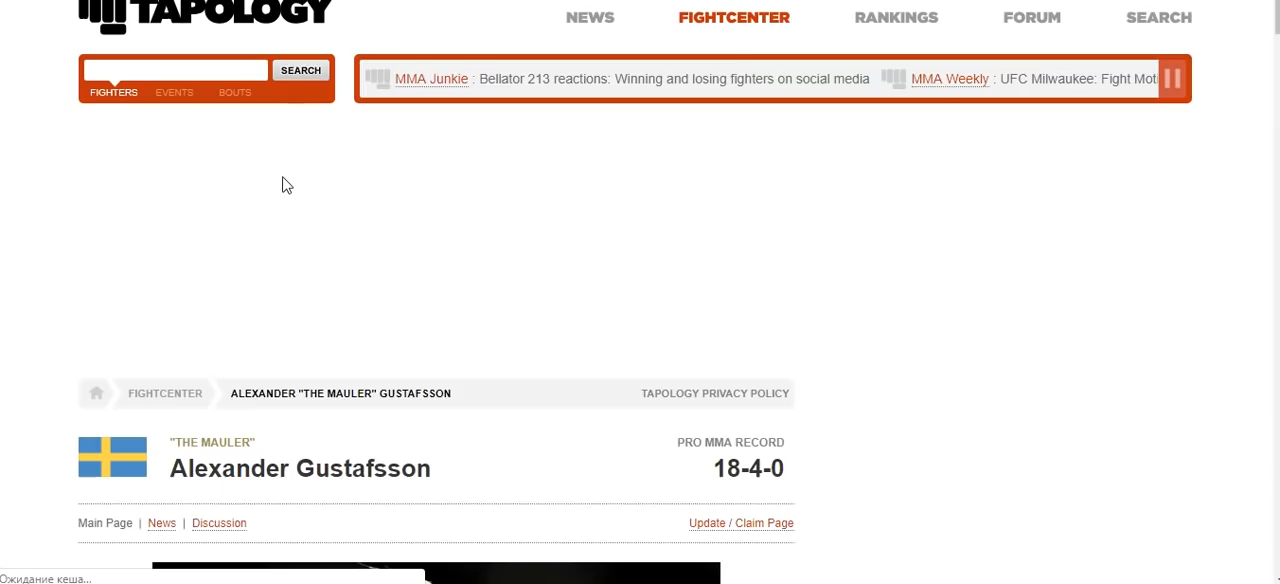 TAPOLOGY
NEWS FIGHTCENTER RANKINGS FORUM SEARCH
SEARCH
MMA Junkie : Bellator 213 reactions: Winning and losing fighters on social media MMA Weekly : UFC Milwaukee: Fight Moti
FIGHTERS EVENTS BOUTS
FIGHTCENTER ALEXANDER "THE MAULER" GUSTAFSSON TAPOLOGY PRIVACY POLICY
"THE MAULER" PRO MMA RECORD
Alexander Gustafsson 18-4-0
Main Page | News | Discussion Update / Claim Page
Ожидание кеша...